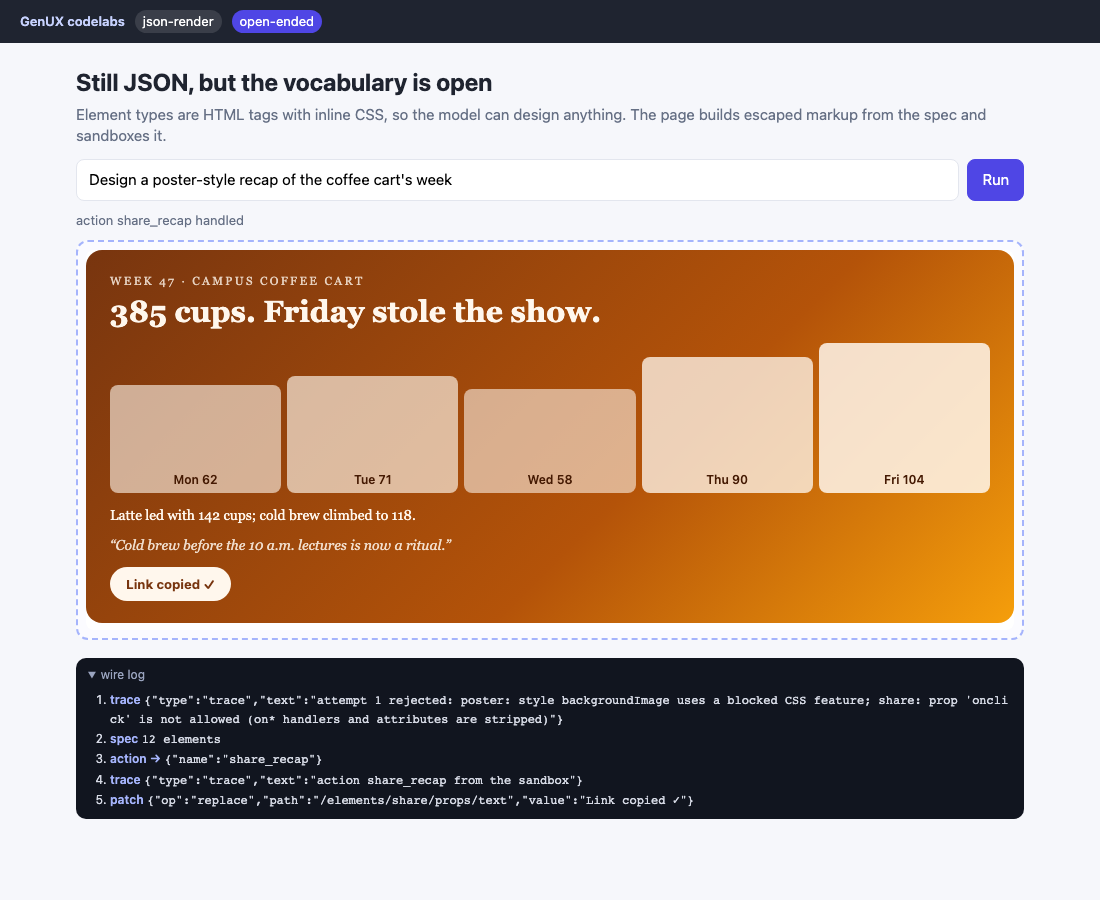 GenUX codelabs json-render open-ended
Still JSON, but the vocabulary is open
Element types are HTML tags with inline CSS, so the model can design anything. The page builds escaped markup from the spec and
sandboxes it.
Design a poster-style recap of the coffee cart's week
Run
action share_recap handled
WEEK 47 · CAMPUS COFFEE CART
385 cups. Friday stole the show.
Mon 62 Tue 71 Wed 58 Thu 90 Fri 104
Latte led with 142 cups; cold brew climbed to 118.
“Cold brew before the 10 a.m. lectures is now a ritual.”
Link copied ✓
▼ wire log
1. trace {"type":"trace","text":"attempt 1 rejected: poster: style backgroundImage uses a blocked CSS feature; share: prop 'oncli
ck' is not allowed (on* handlers and attributes are stripped)"}
2. spec 12 elements
3. action → {"name":"share_recap"}
4. trace {"type":"trace","text":"action share_recap from the sandbox"}
5. patch {"op":"replace","path":"/elements/share/props/text","value":"Link copied ✓"}